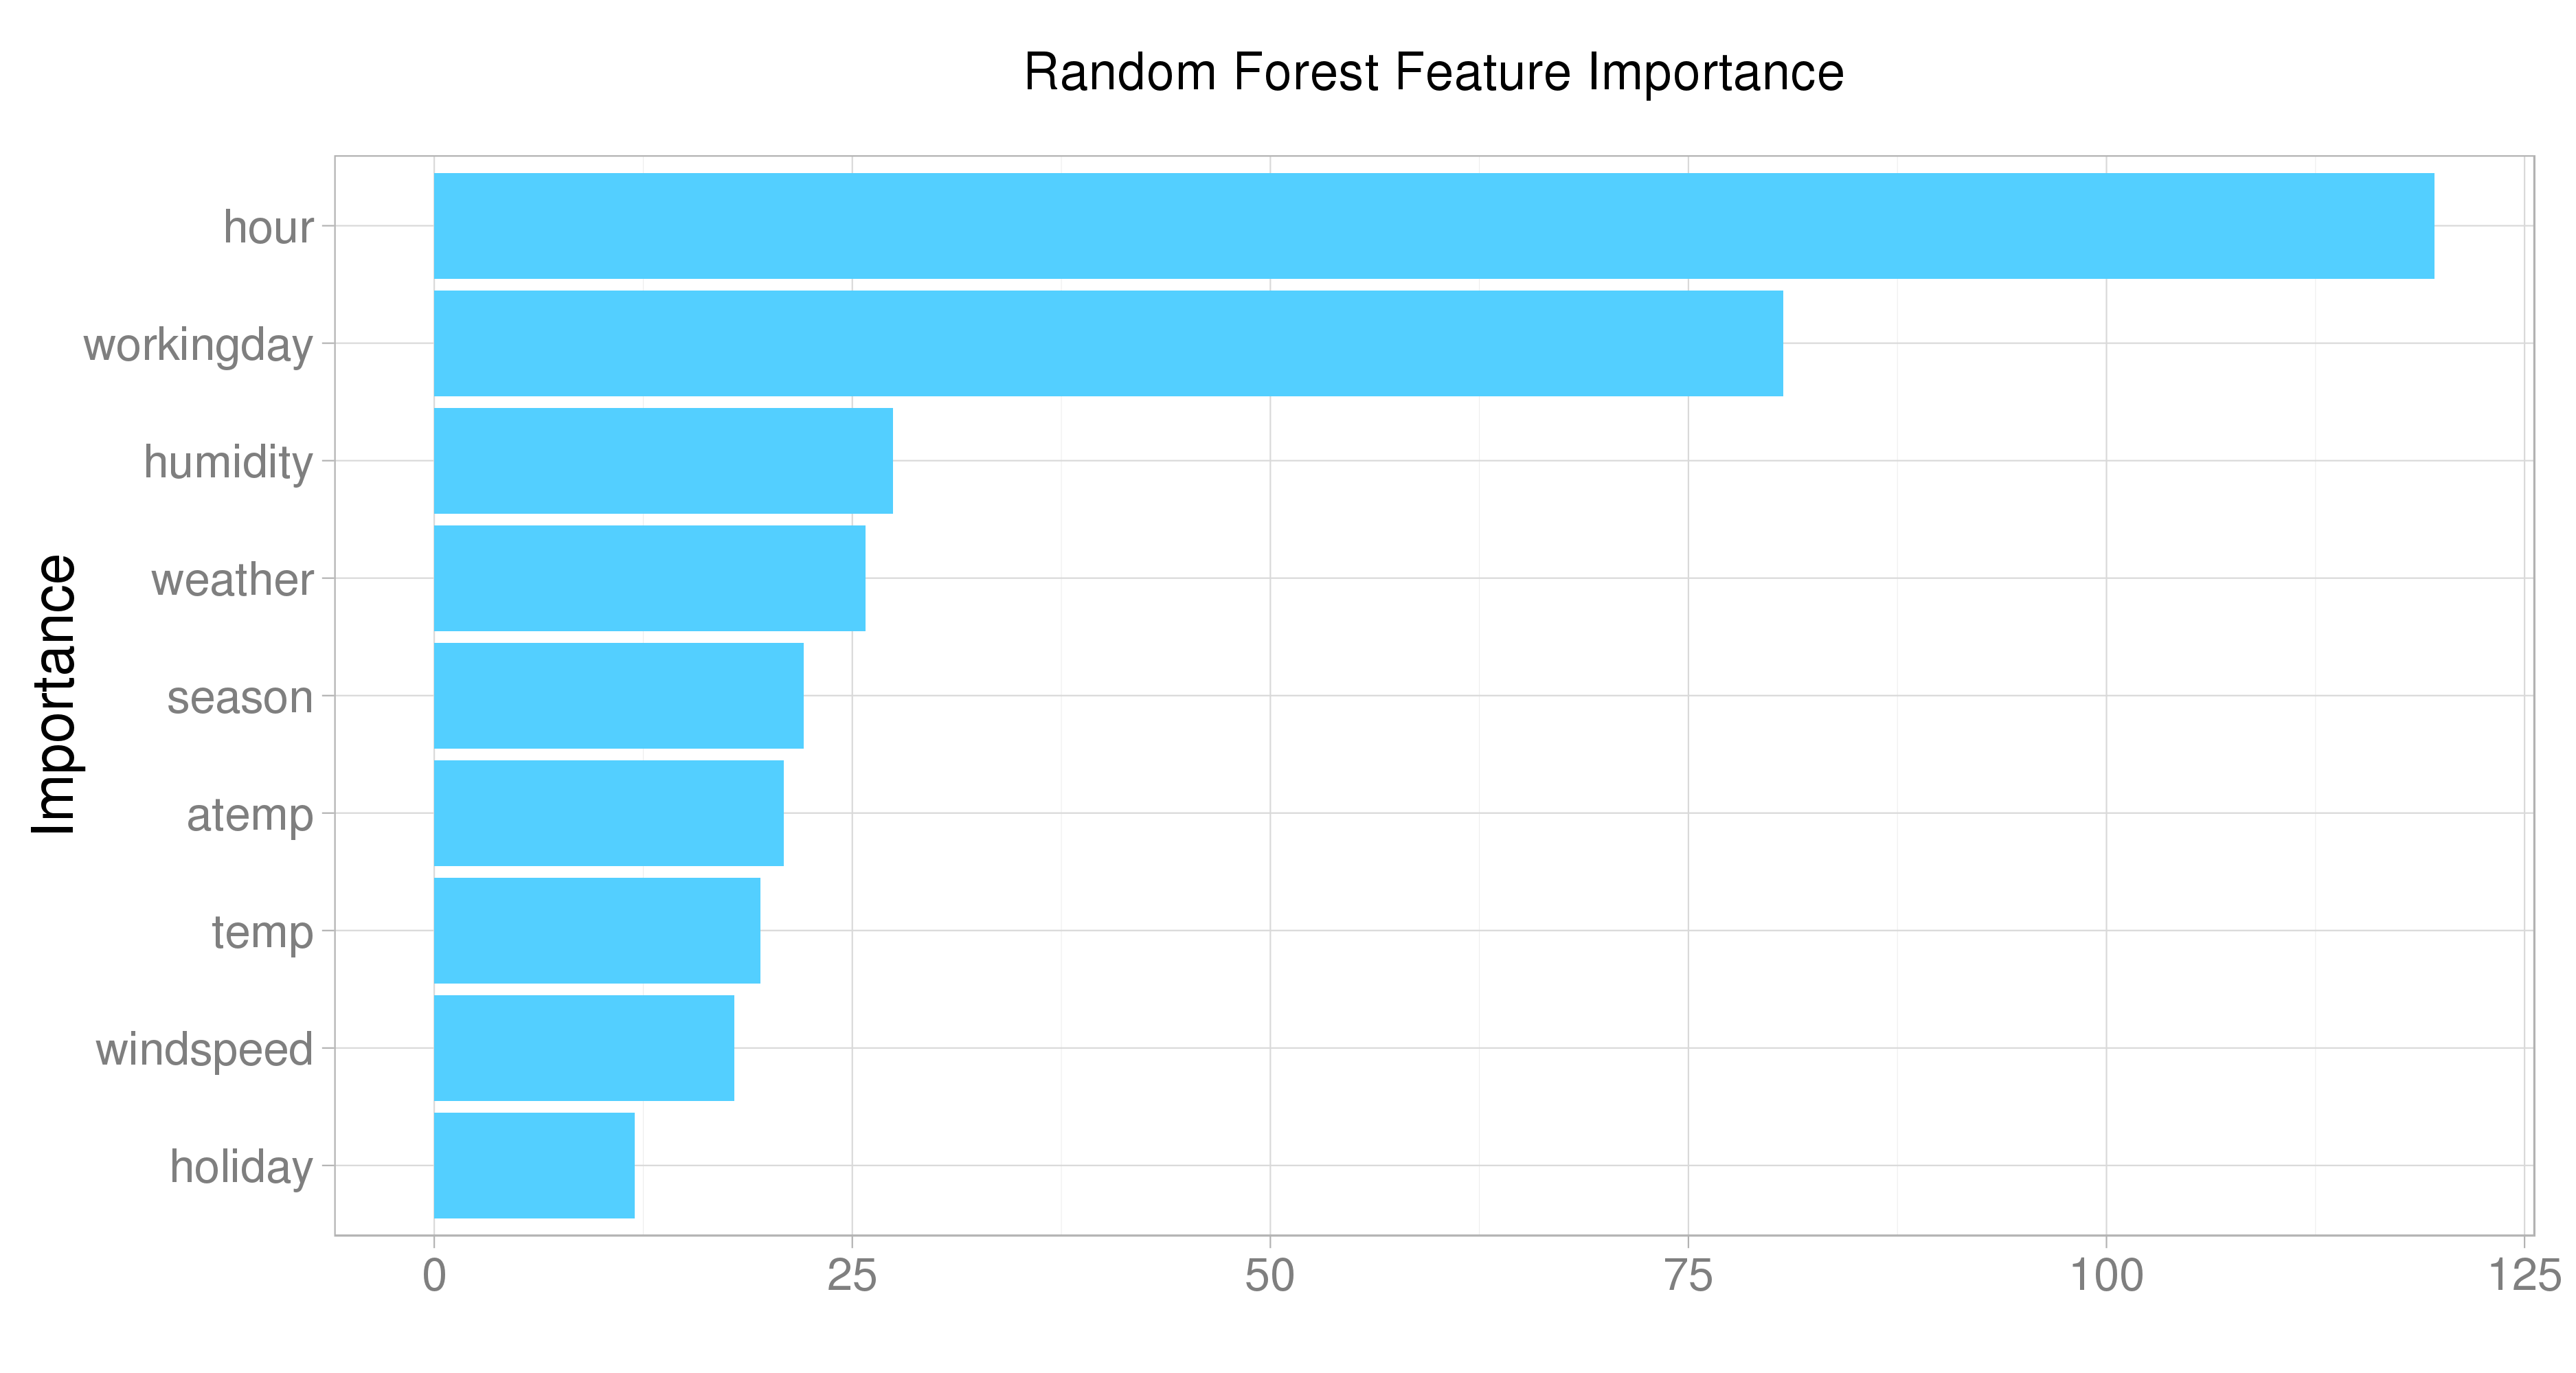 Random Forest Feature Importance
Importance
hour
workingday
humidity
weather
season
atemp
temp
windspeed
holiday
0 25 50 75 100 125